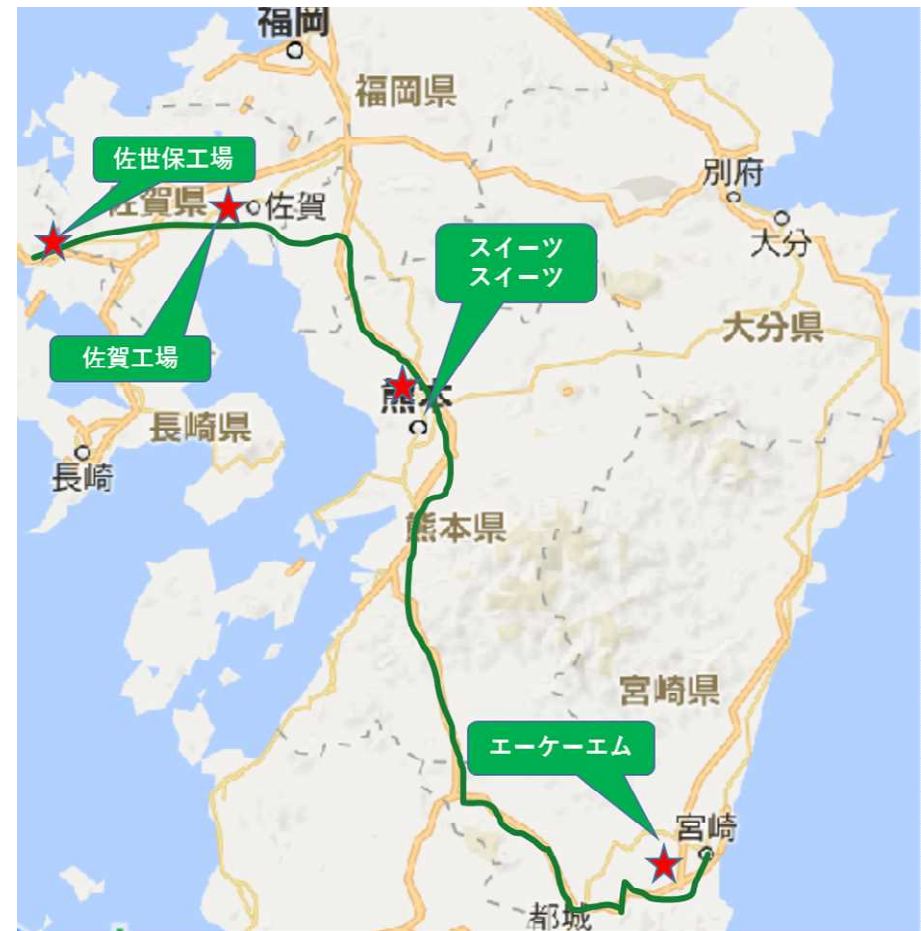 福岡
福岡県
佐世保工場
佐賀県
佐賀
別府
大分
スイーツ
スイーツ
大分県
佐賀工場
熊本
長崎県
長崎
熊本県
宮崎県
エーケーエム
宮崎
都城